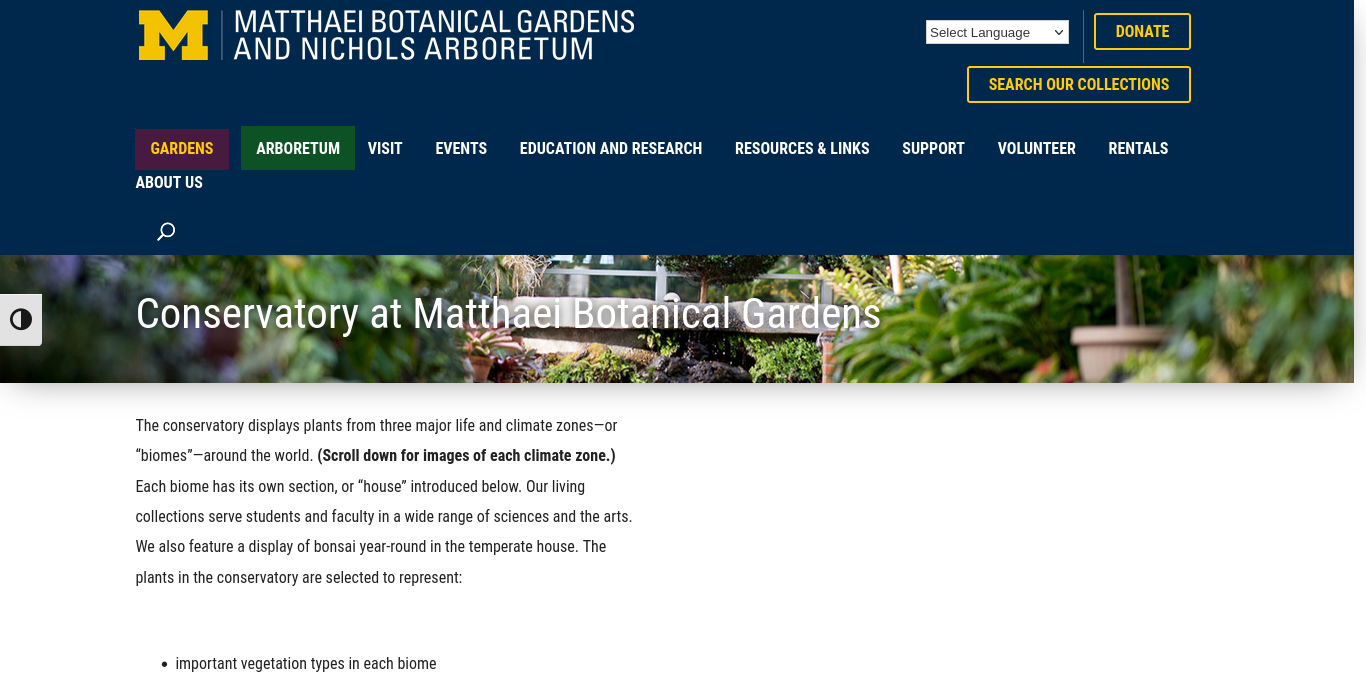 MATTHAEI BOTANICAL GARDENS
AND NICHOLS ARBORETUM
Select Language
DONATE
SEARCH OUR COLLECTIONS
GARDENS ARBORETUM VISIT EVENTS EDUCATION AND RESEARCH RESOURCES & LINKS SUPPORT VOLUNTEER RENTALS
ABOUT US
Conservatory at Matthaei Botanical Gardens
The conservatory displays plants from three major life and climate zones—or
“biomes”—around the world. (Scroll down for images of each climate zone.)
Each biome has its own section, or “house” introduced below. Our living
collections serve students and faculty in a wide range of sciences and the arts.
We also feature a display of bonsai year-round in the temperate house. The
plants in the conservatory are selected to represent:
• important vegetation types in each biome